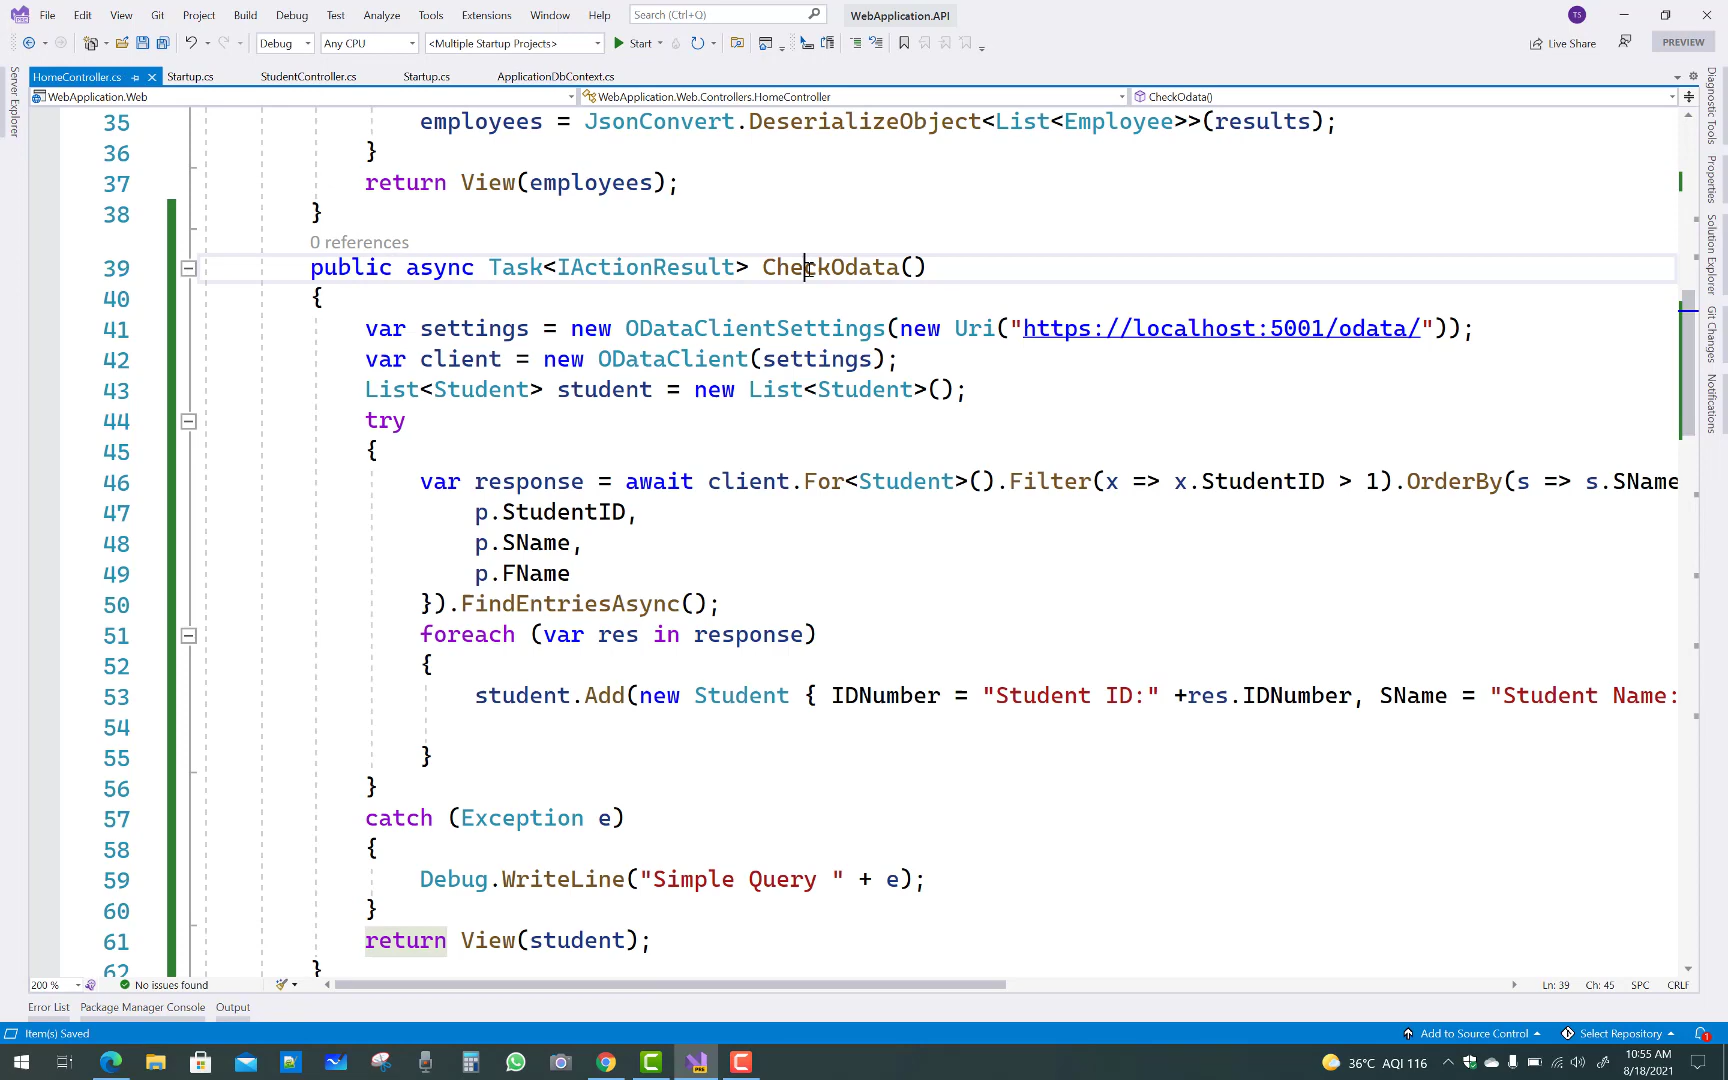 File Edit View Git Project Build Debug Test Analyze Tools Extensions Window Help Search (Ctrl+Q) WebApplication.API TS
Debug Any CPU <Multiple Startup Projects> Start Live Share PREVIEW
HomeController.cs Startup.cs StudentController.cs Startup.cs ApplicationDbContext.cs
WebApplication.Web WebApplication.Web.Controllers.HomeController CheckOdata()
Server Explorer
Diagnostic Tools
Properties
Solution Explorer
Git Changes
Notifications
35 employees = JsonConvert.DeserializeObject<List<Employee>>(results);
36 }
37 return View(employees);
38 }
0 references
39 public async Task<IActionResult> CheckOdata()
40 {
41 var settings = new ODataClientSettings(new Uri("https://localhost:5001/odata/"));
42 var client = new ODataClient(settings);
43 List<Student> student = new List<Student>();
44 try
45 {
46 var response = await client.For<Student>().Filter(x => x.StudentID > 1).OrderBy(s => s.SName
47 p.StudentID,
48 p.SName,
49 p.FName
50 }).FindEntriesAsync();
51 foreach (var res in response)
52 {
53 student.Add(new Student { IDNumber = "Student ID:" +res.IDNumber, SName = "Student Name:
54
55 }
56 }
57 catch (Exception e)
58 {
59 Debug.WriteLine("Simple Query " + e);
60 }
61 return View(student);
62 }
200 % No issues found Ln: 39 Ch: 45 SPC CRLF
Error List Package Manager Console Output
Item(s) Saved Add to Source Control Select Repository 1
36°C AQI 116 10:55 AM
8/18/2021